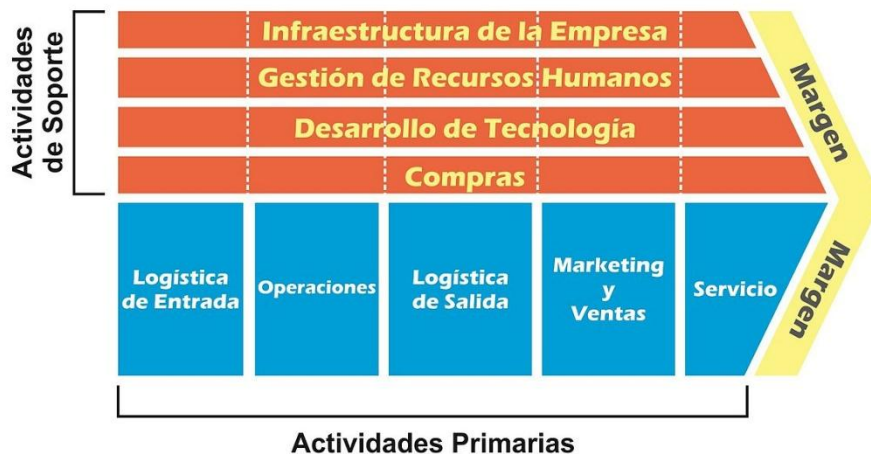 Actividades
de Soporte
Infraestructura de la Empresa
Gestión de Recursos Humanos
Desarrollo de Tecnología
Compras
Margen
Logística
de Entrada
Operaciones
Logística
de Salida
Marketing
y
Ventas
Servicio
Margen
Actividades Primarias